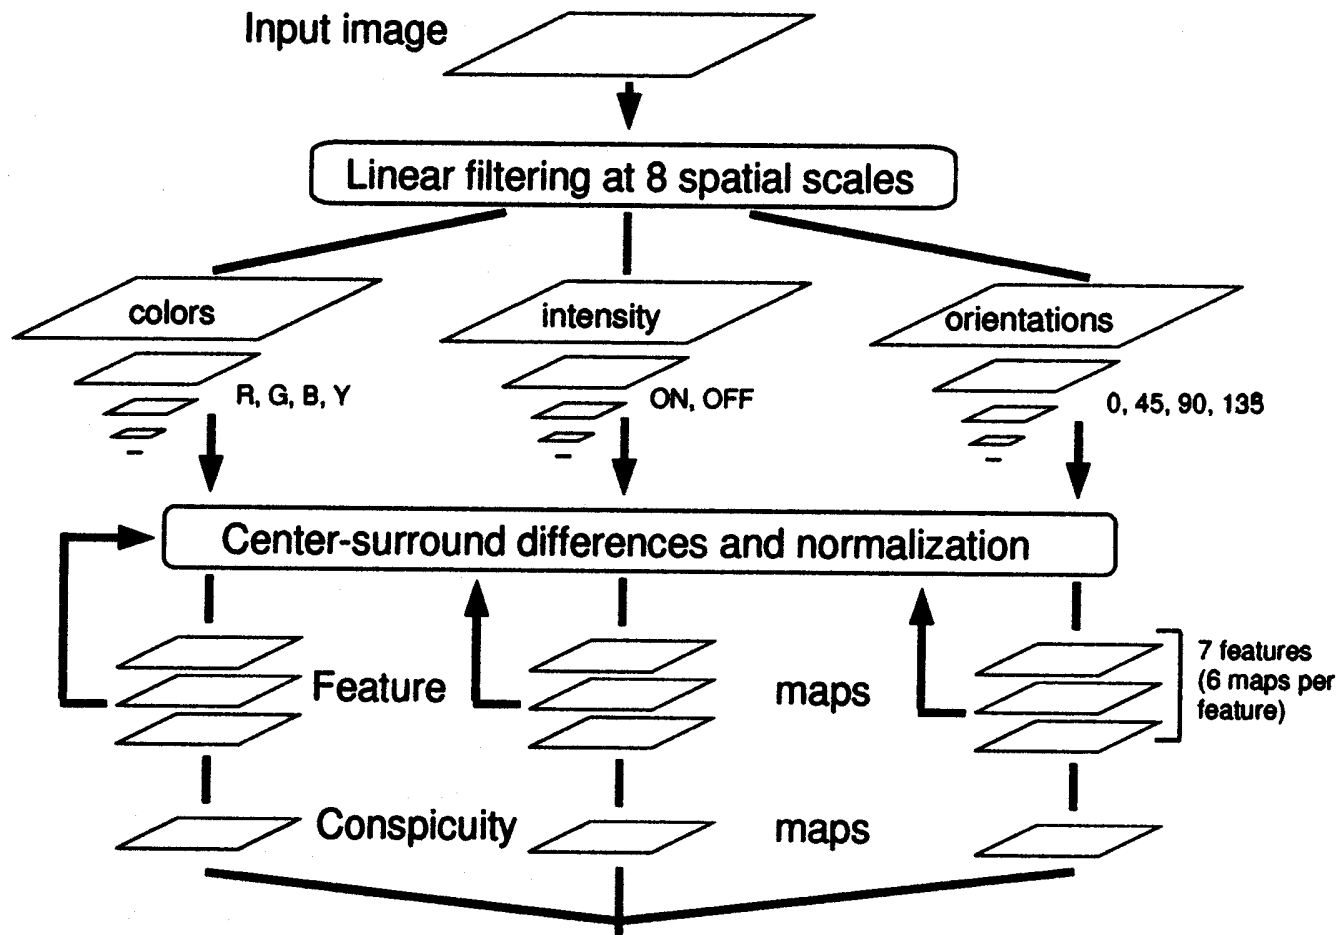 Input image
Linear filtering at 8 spatial scales
colors
intensity
orientations
R, G, B, Y
ON, OFF
0, 45, 90, 135
Center-surround differences and normalization
7 features
(6 maps per
feature)
Feature
maps
Conspicuity
maps